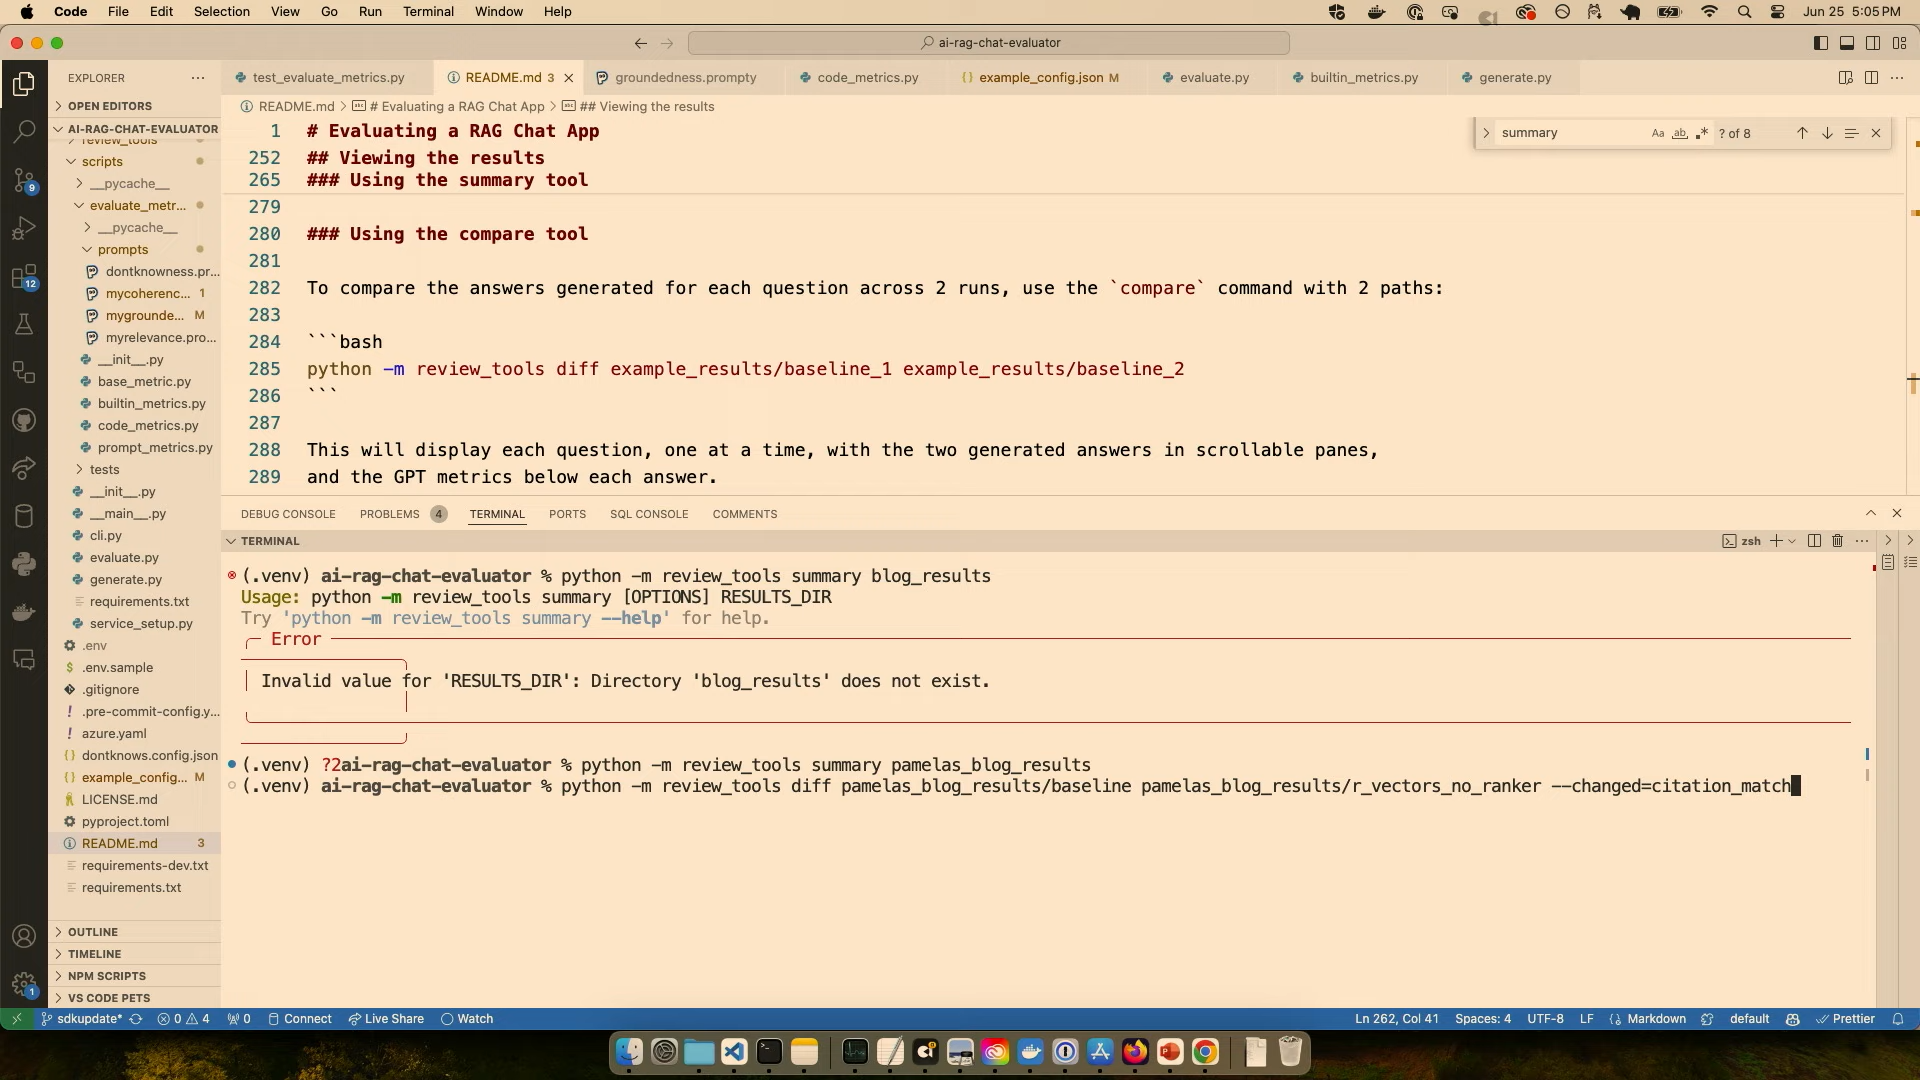 Code File Edit Selection View Go Run Terminal Window Help
Jun 25 5:05 PM
ai-rag-chat-evaluator
EXPLORER
test_evaluate_metrics.py
README.md 3
groundedness.prompty
code_metrics.py
example_config.json M
evaluate.py
builtin_metrics.py
generate.py
OPEN EDITORS
README.md > # Evaluating a RAG Chat App > ## Viewing the results
AI-RAG-CHAT-EVALUATOR
review_tools
scripts
__pycache__
evaluate_metr...
__pycache__
prompts
dontknowness.pr...
mycoherenc... 1
mygrounde... M
myrelevance.pro...
__init__.py
base_metric.py
builtin_metrics.py
code_metrics.py
prompt_metrics.py
tests
__init__.py
__main__.py
cli.py
evaluate.py
generate.py
requirements.txt
service_setup.py
.env
.env.sample
.gitignore
.pre-commit-config.y...
azure.yaml
dontknows.config.json
example_config... M
LICENSE.md
pyproject.toml
README.md 3
requirements-dev.txt
requirements.txt
OUTLINE
TIMELINE
NPM SCRIPTS
VS CODE PETS
9
12
1
summary Aa ab ? of 8
1 # Evaluating a RAG Chat App
252 ## Viewing the results
265 ### Using the summary tool
279
280 ### Using the compare tool
281
282 To compare the answers generated for each question across 2 runs, use the `compare` command with 2 paths:
283
284 ```bash
285 python -m review_tools diff example_results/baseline_1 example_results/baseline_2
286 ```
287
288 This will display each question, one at a time, with the two generated answers in scrollable panes,
289 and the GPT metrics below each answer.
DEBUG CONSOLE PROBLEMS 4 TERMINAL PORTS SQL CONSOLE COMMENTS
TERMINAL
zsh
(.venv) ai-rag-chat-evaluator % python -m review_tools summary blog_results
Usage: python -m review_tools summary [OPTIONS] RESULTS_DIR
Try 'python -m review_tools summary --help' for help.
Error
Invalid value for 'RESULTS_DIR': Directory 'blog_results' does not exist.
(.venv) ?2ai-rag-chat-evaluator % python -m review_tools summary pamelas_blog_results
(.venv) ai-rag-chat-evaluator % python -m review_tools diff pamelas_blog_results/baseline pamelas_blog_results/r_vectors_no_ranker --changed=citation_match
sdkupdate* 0 4 0 Connect Live Share Watch
Ln 262, Col 41 Spaces: 4 UTF-8 LF Markdown default Prettier